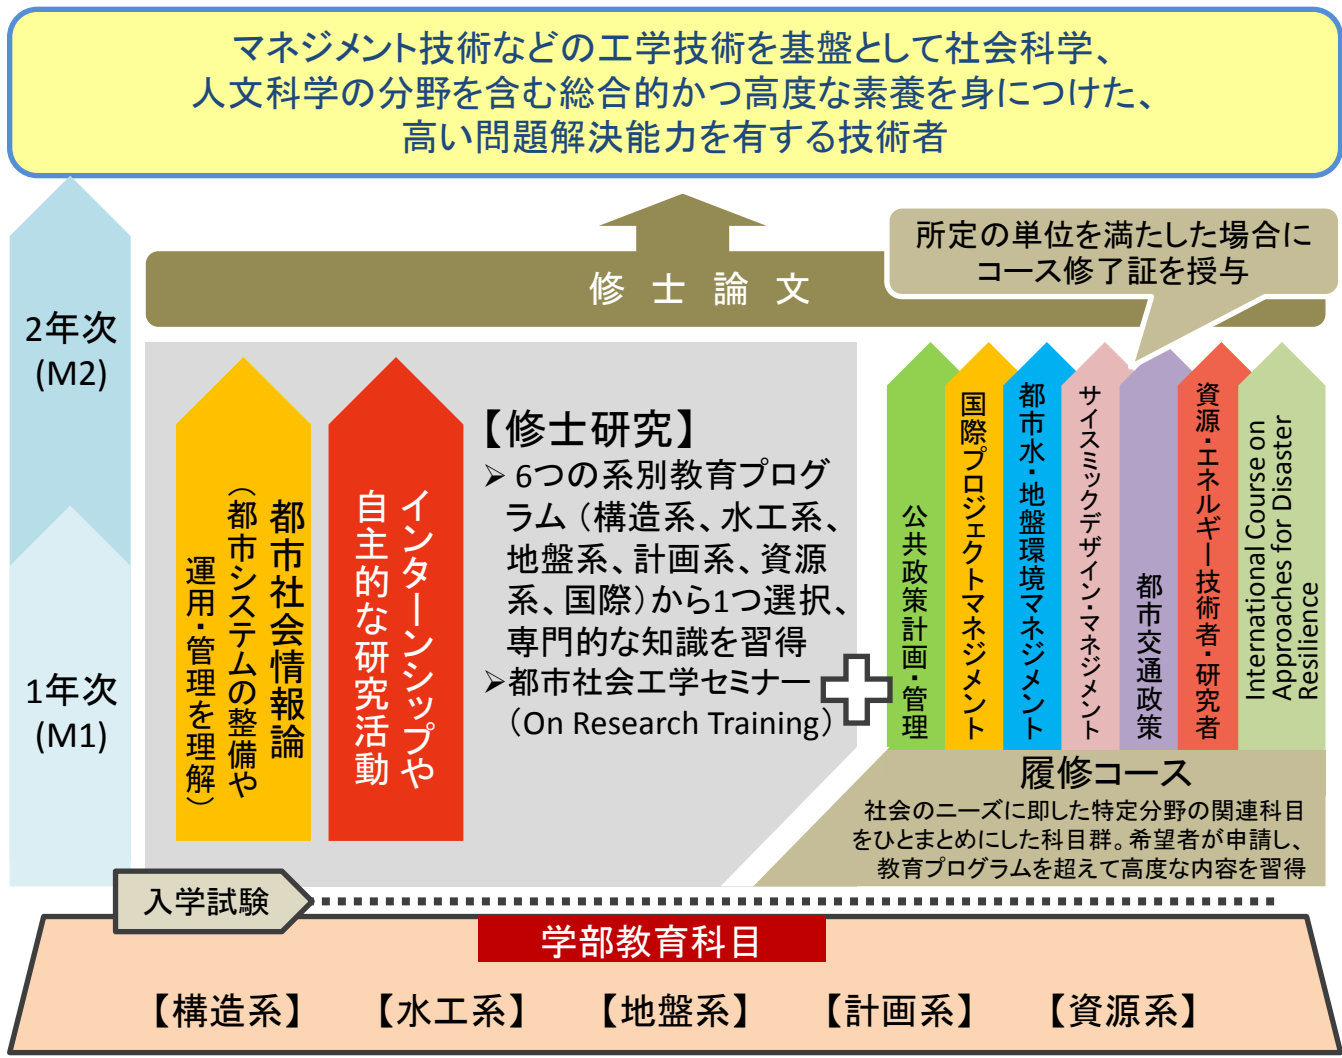 マネジメント技術などの工学技術を基盤として社会科学、
人文科学の分野を含む総合的かつ高度な素養を身につけた、
高い問題解決能力を有する技術者
所定の単位を満たした場合に
コース修了証を授与
修士論文
2年次
(M2)
1年次
(M1)
都市社会情報論
（都市システムの整備や
運用・管理を理解）
インターンシップや
自主的な研究活動
【修士研究】
➢ 6つの系別教育プログ
ラム（構造系、水工系、
地盤系、計画系、資源
系、国際）から1つ選択、
専門的な知識を習得
➢都市社会工学セミナー
（On Research Training）
公共政策計画・管理
国際プロジェクトマネジメント
都市水・地盤環境マネジメント
サイスミックデザイン・マネジメント
都市交通政策
資源・エネルギー技術者・研究者
International Course on
Approaches for Disaster
Resilience
履修コース
社会のニーズに即した特定分野の関連科目
をひとまとめにした科目群。希望者が申請し、
教育プログラムを超えて高度な内容を習得
入学試験
学部教育科目
【構造系】 【水工系】 【地盤系】 【計画系】 【資源系】